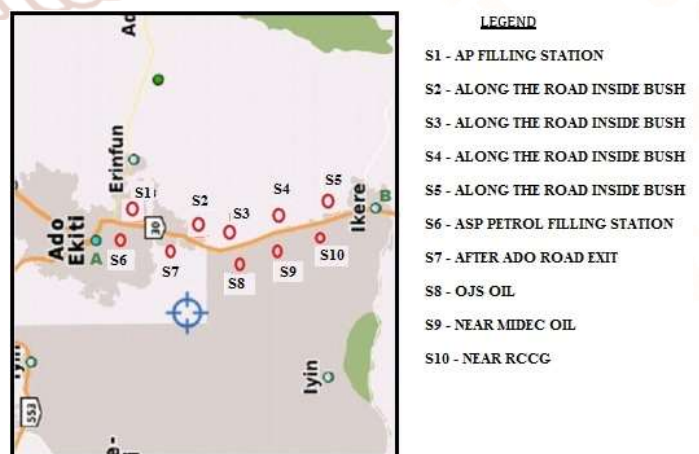 LEGEND
S1 - AP FILLING STATION
S2 - ALONG THE ROAD INSIDE BUSH
S3 - ALONG THE ROAD INSIDE BUSH
S4 - ALONG THE ROAD INSIDE BUSH
S5 - ALONG THE ROAD INSIDE BUSH
S6 - ASP PETROL FILLING STATION
S7 - AFTER ADO ROAD EXIT
S8 - OJS OIL
S9 - NEAR MIDEC OIL
S10 - NEAR RCCG
Erinfun
S1
S2
S3
S4
S5
Ikere
B
30
Ado
Ekiti
A
S6
S7
S8
S9
S10
Iyin
553